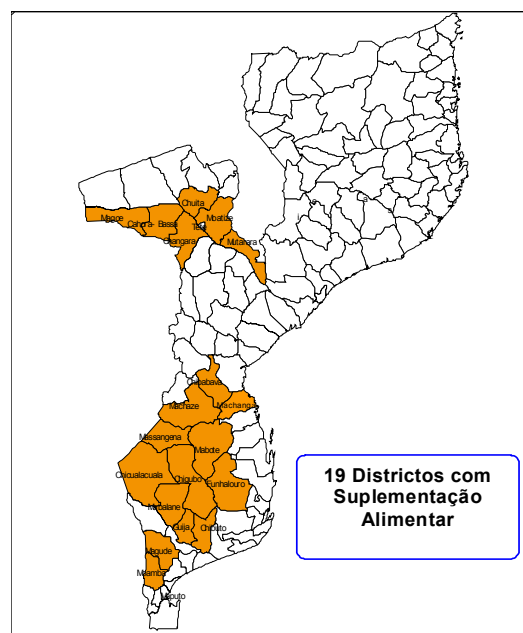 Chuita
Magoe
Cahora-Bassa
Tete
Moatize
Changara
Mutarara
Chibabava
Machaze
Machanga
Massangena
Mabote
Chicualacuala
Chigubo
Funhalouro
Mabalane
Guija
Chibuto
Magude
Moamba
Maputo
19 Districtos com
Suplementação
Alimentar